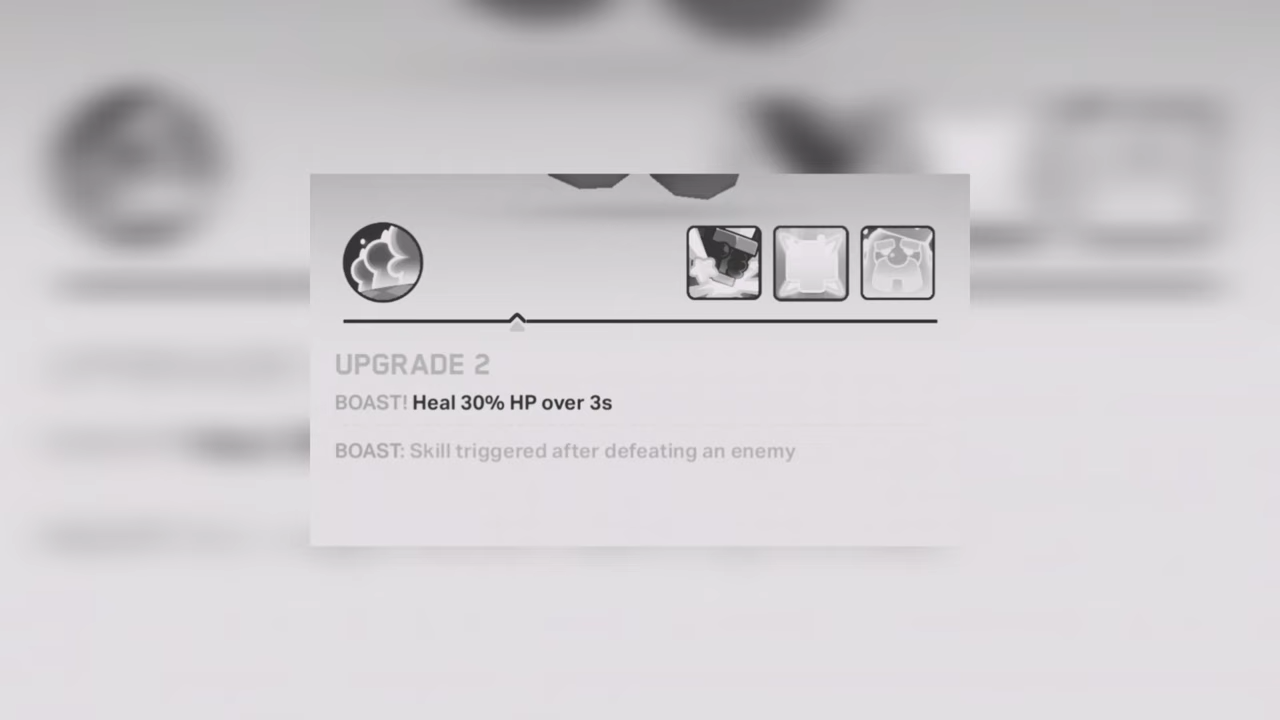 UPGRADE 2
BOAST! Heal 30% HP over 3s
BOAST: Skill triggered after defeating an enemy